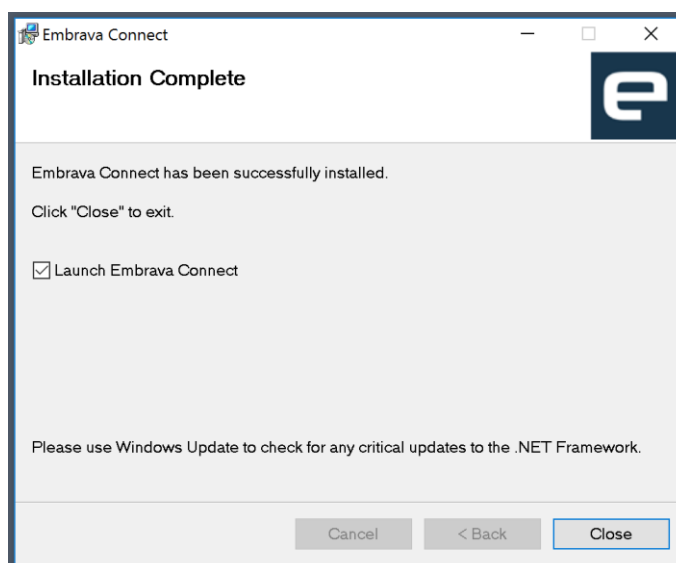 Embrava Connect
Installation Complete
e
Embrava Connect has been successfully installed.
Click "Close" to exit.
Launch Embrava Connect
Please use Windows Update to check for any critical updates to the .NET Framework.
Cancel
< Back
Close